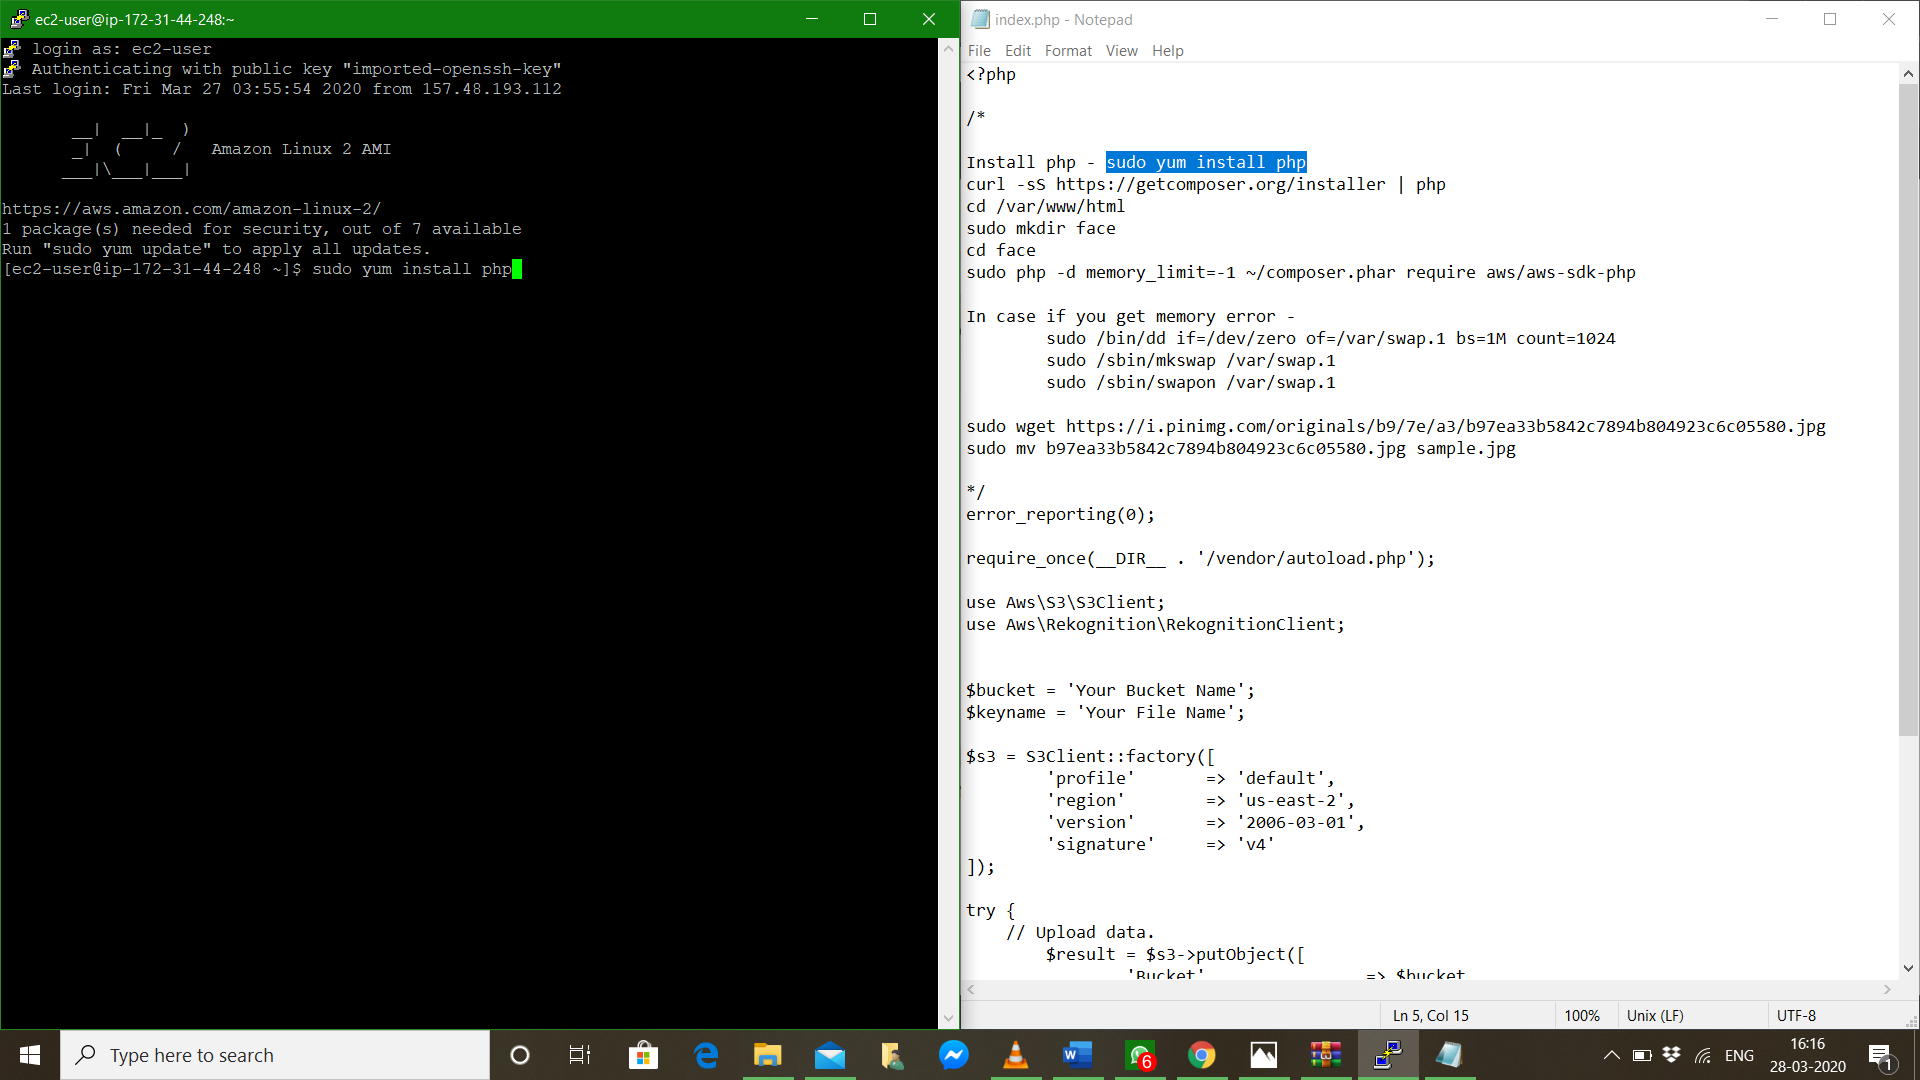 ec2-user@ip-172-31-44-248:~
login as: ec2-user
Authenticating with public key "imported-openssh-key"
Last login: Fri Mar 27 03:55:54 2020 from 157.48.193.112
__|  __|_  )
_|  (     /   Amazon Linux 2 AMI
___|\___|___|
https://aws.amazon.com/amazon-linux-2/
1 package(s) needed for security, out of 7 available
Run "sudo yum update" to apply all updates.
[ec2-user@ip-172-31-44-248 ~]$ sudo yum install php
index.php - Notepad
File Edit Format View Help
<?php
/*
Install php - sudo yum install php
curl -sS https://getcomposer.org/installer | php
cd /var/www/html
sudo mkdir face
cd face
sudo php -d memory_limit=-1 ~/composer.phar require aws/aws-sdk-php
In case if you get memory error -
sudo /bin/dd if=/dev/zero of=/var/swap.1 bs=1M count=1024
sudo /sbin/mkswap /var/swap.1
sudo /sbin/swapon /var/swap.1
sudo wget https://i.pinimg.com/originals/b9/7e/a3/b97ea33b5842c7894b804923c6c05580.jpg
sudo mv b97ea33b5842c7894b804923c6c05580.jpg sample.jpg
*/
error_reporting(0);
require_once(__DIR__ . '/vendor/autoload.php');
use Aws\S3\S3Client;
use Aws\Rekognition\RekognitionClient;
$bucket = 'Your Bucket Name';
$keyname = 'Your File Name';
$s3 = S3Client::factory([
'profile' => 'default',
'region' => 'us-east-2',
'version' => '2006-03-01',
'signature' => 'v4'
]);
try {
// Upload data.
$result = $s3->putObject([
'Bucket' => $bucket
Ln 5, Col 15 100% Unix (LF) UTF-8
Type here to search
6
ENG
16:16
28-03-2020
1